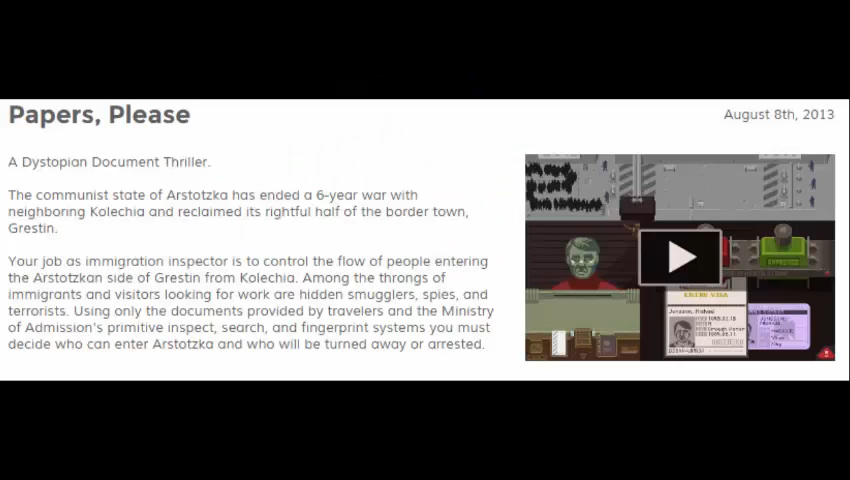 Papers, Please
August 8th, 2013
A Dystopian Document Thriller.
The communist state of Arstotzka has ended a 6-year war with
neighboring Kolechia and reclaimed its rightful half of the border town,
Grestin.
Your job as immigration inspector is to control the flow of people entering
the Arstotzkan side of Grestin from Kolechia. Among the throngs of
immigrants and visitors looking for work are hidden smugglers, spies, and
terrorists. Using only the documents provided by travelers and the Ministry
of Admission's primitive inspect, search, and fingerprint systems you must
decide who can enter Arstotzka and who will be turned away or arrested.